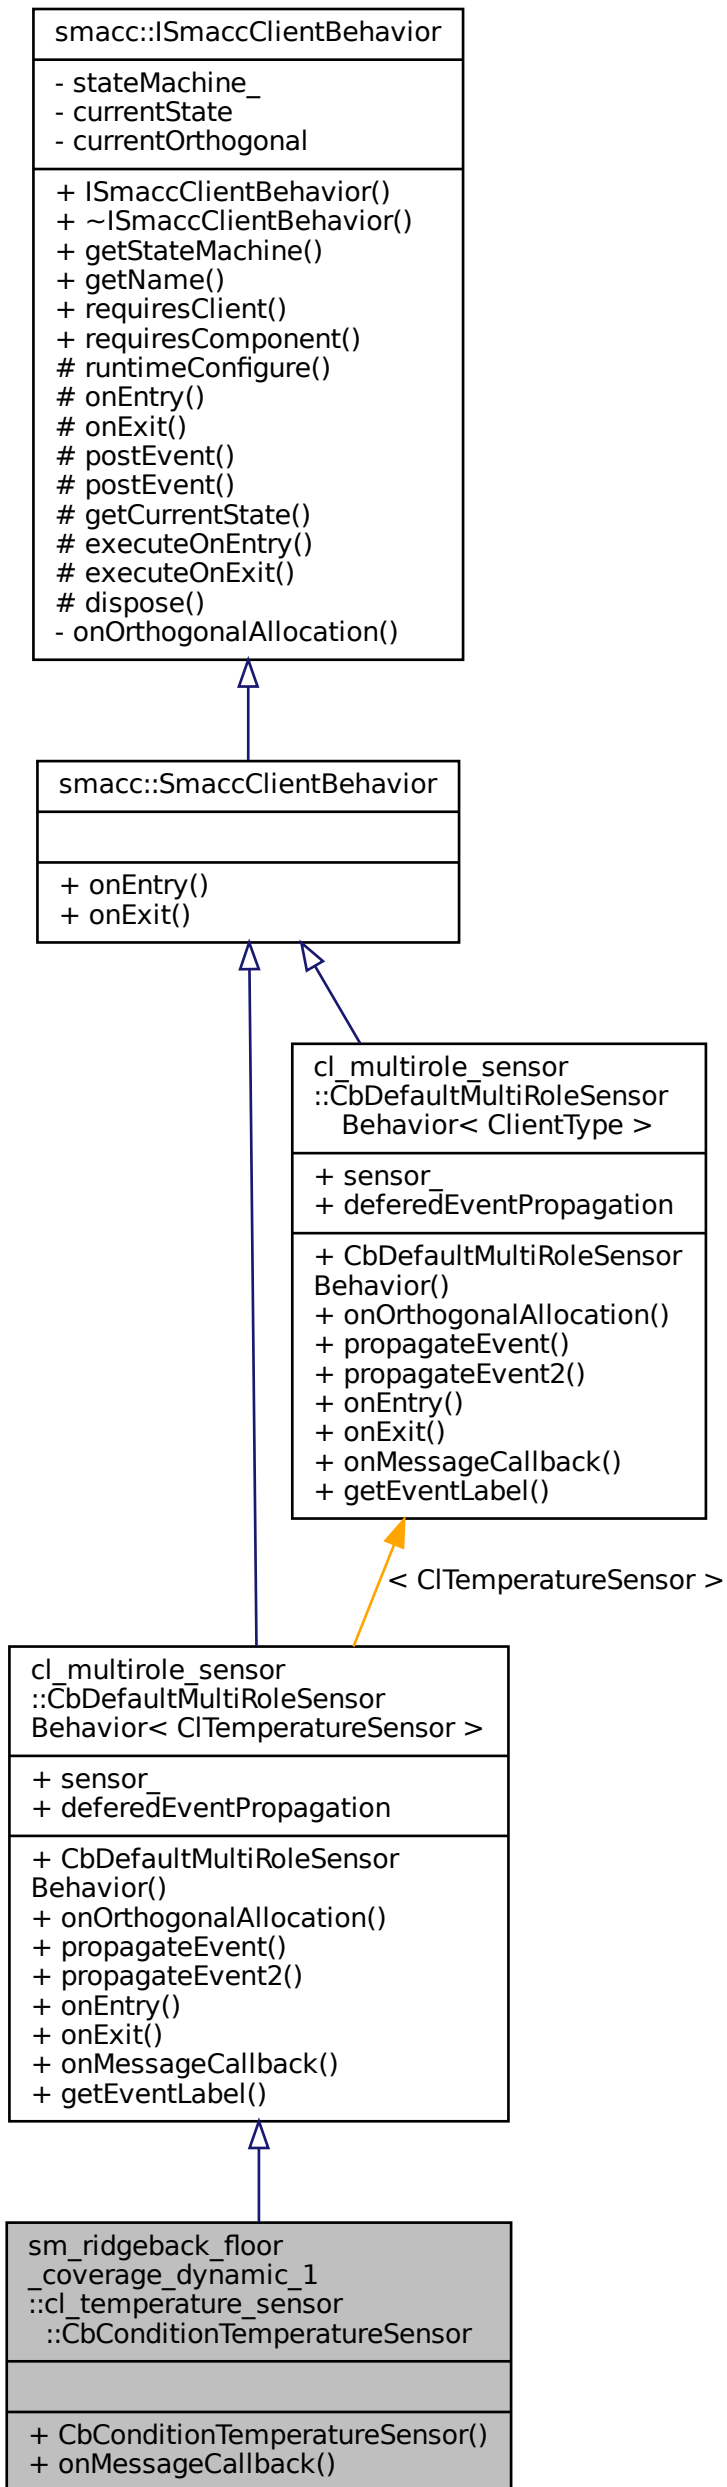 smacc::ISmaccClientBehavior
- stateMachine_
- currentState
- currentOrthogonal
+ ISmaccClientBehavior()
+ ~ISmaccClientBehavior()
+ getStateMachine()
+ getName()
+ requiresClient()
+ requiresComponent()
# runtimeConfigure()
# onEntry()
# onExit()
# postEvent()
# postEvent()
# getCurrentState()
# executeOnEntry()
# executeOnExit()
# dispose()
- onOrthogonalAllocation()
smacc::SmaccClientBehavior
+ onEntry()
+ onExit()
cl_multirole_sensor
::CbDefaultMultiRoleSensor
Behavior< ClientType >
+ sensor_
+ deferedEventPropagation
+ CbDefaultMultiRoleSensor
Behavior()
+ onOrthogonalAllocation()
+ propagateEvent()
+ propagateEvent2()
+ onEntry()
+ onExit()
+ onMessageCallback()
+ getEventLabel()
< ClTemperatureSensor >
cl_multirole_sensor
::CbDefaultMultiRoleSensor
Behavior< ClTemperatureSensor >
+ sensor_
+ deferedEventPropagation
+ CbDefaultMultiRoleSensor
Behavior()
+ onOrthogonalAllocation()
+ propagateEvent()
+ propagateEvent2()
+ onEntry()
+ onExit()
+ onMessageCallback()
+ getEventLabel()
sm_ridgeback_floor
_coverage_dynamic_1
::cl_temperature_sensor
::CbConditionTemperatureSensor
+ CbConditionTemperatureSensor()
+ onMessageCallback()